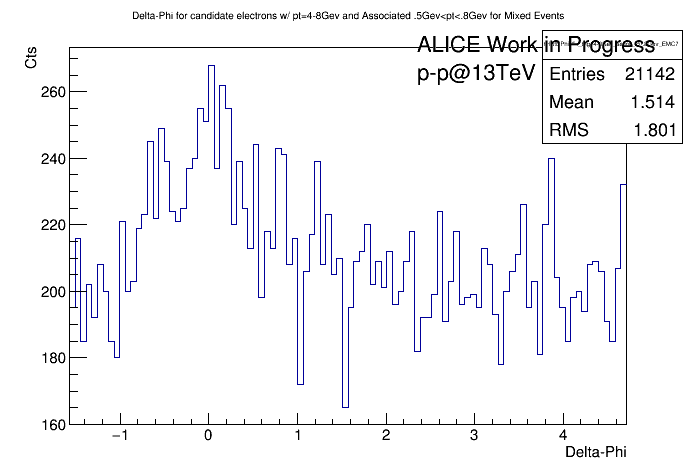 Delta-Phi for candidate electrons w/ pt=4-8Gev and Associated .5Gev<pt<.8Gev for Mixed Events
Cts
ALICE Work in Progress
p-p@13TeV
Entries 21142
Mean 1.514
RMS 1.801
260
240
220
200
180
160
−1 0 1 2 3 4
Delta-Phi